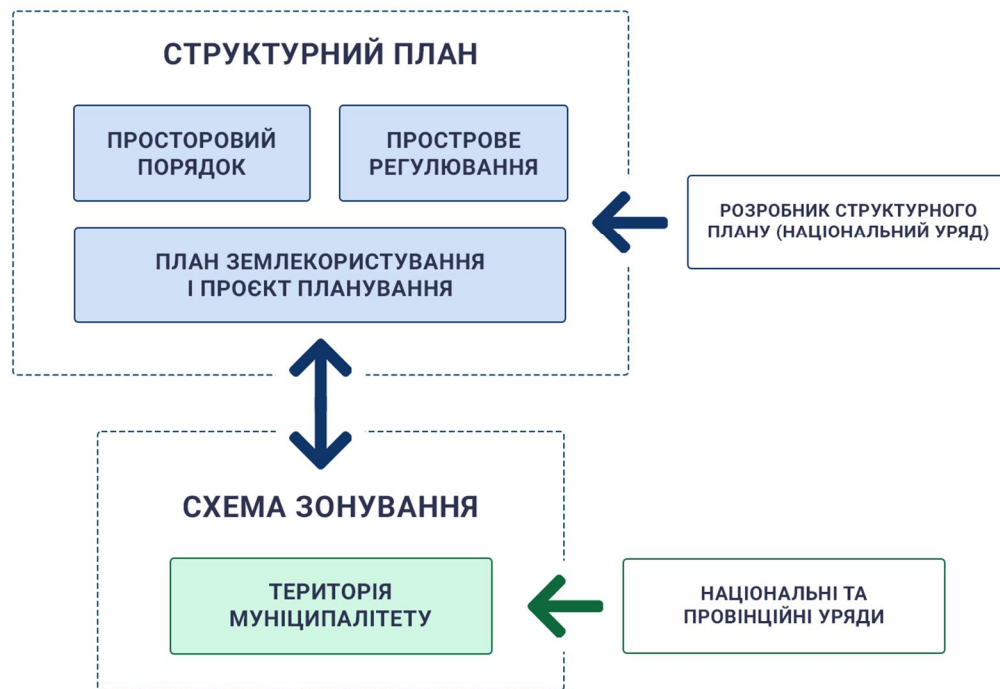 СТРУКТУРНИЙ ПЛАН
ПРОСТОРОВИЙ
ПОРЯДОК
ПРОСТРОВЕ
РЕГУЛЮВАННЯ
ПЛАН ЗЕМЛЕКОРИСТУВАННЯ
І ПРОЄКТ ПЛАНУВАННЯ
РОЗРОБНИК СТРУКТУРНОГО
ПЛАНУ (НАЦІОНАЛЬНИЙ УРЯД)
СХЕМА ЗОНУВАННЯ
ТЕРИТОРІЯ
МУНІЦИПАЛІТЕТУ
НАЦІОНАЛЬНІ ТА
ПРОВІНЦІЙНІ УРЯДИ